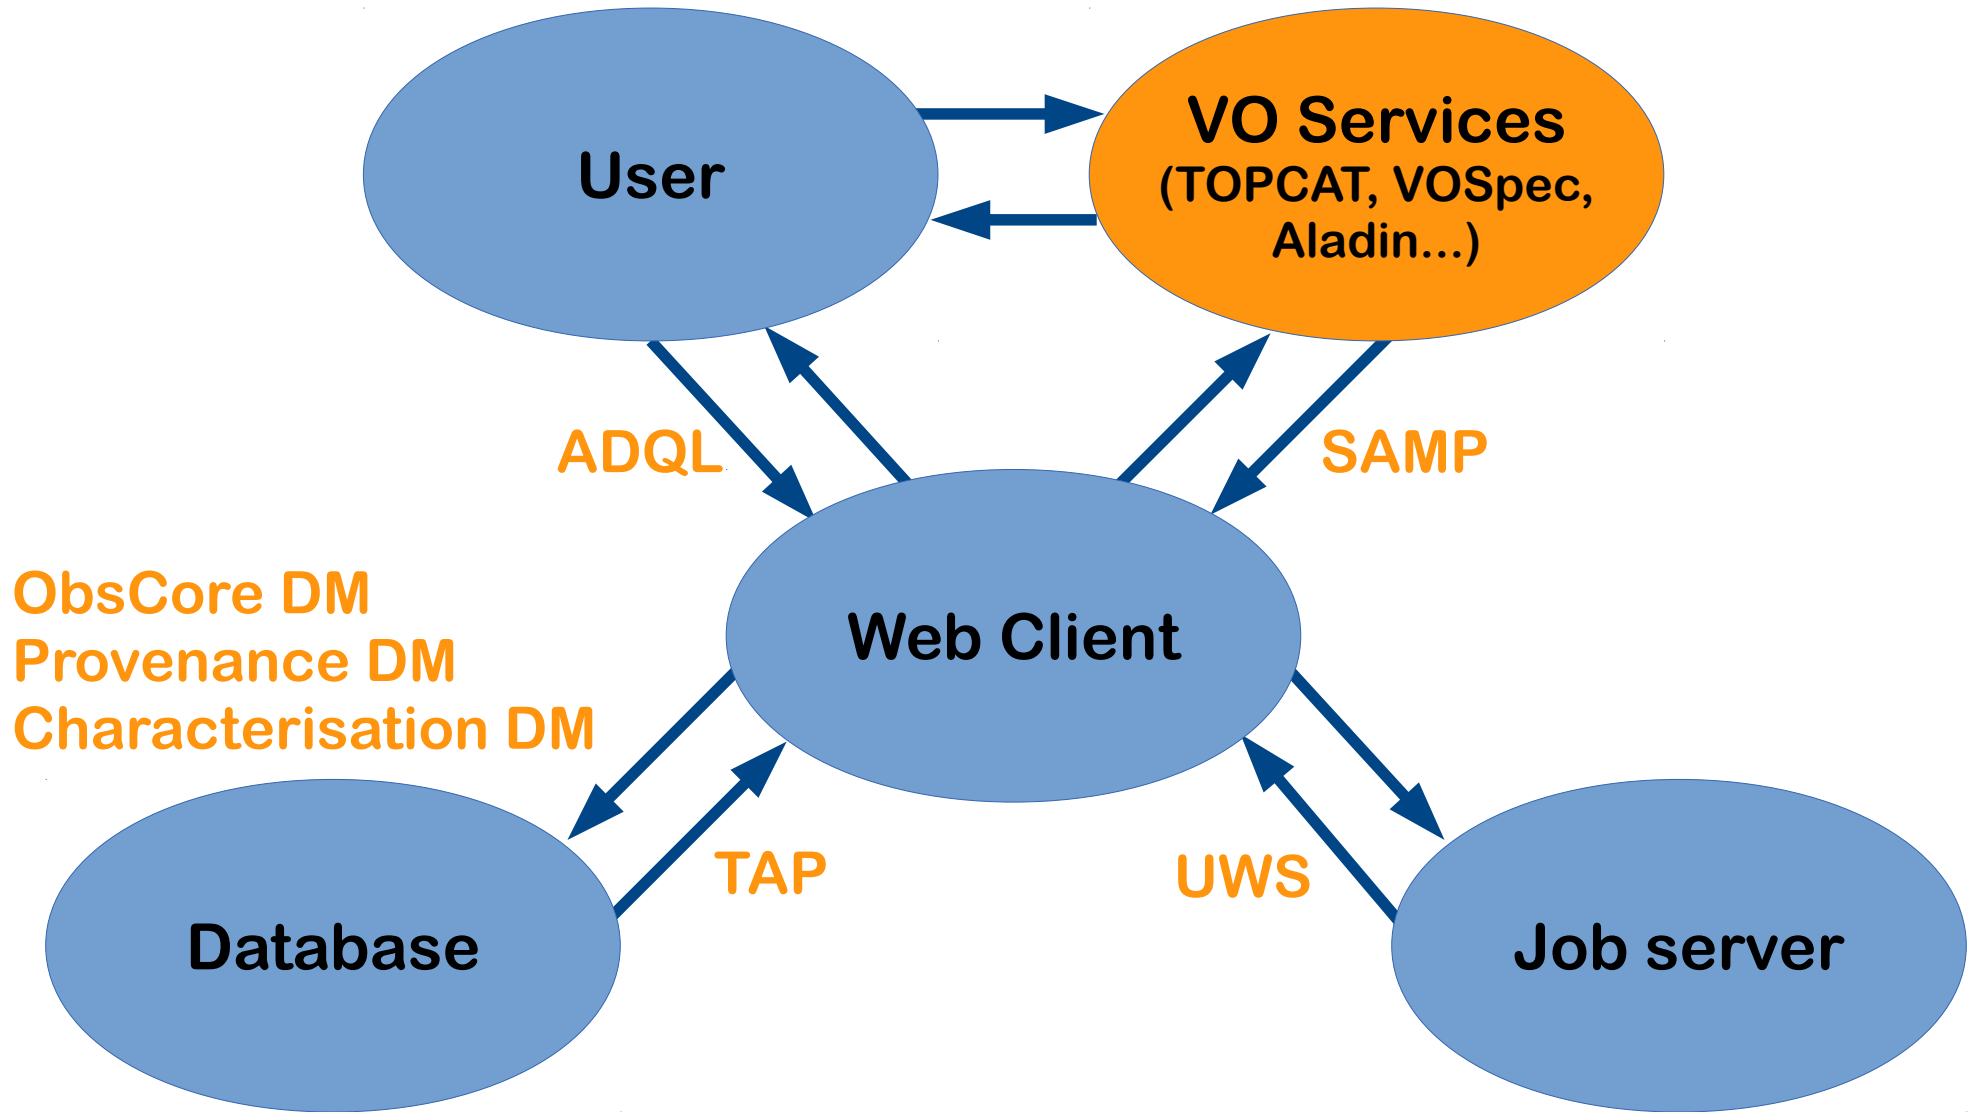 User
VO Services
(TOPCAT, VOSpec,
Aladin...)
ADQL
SAMP
ObsCore DM
Provenance DM
Characterisation DM
Web Client
TAP
UWS
Database
Job server